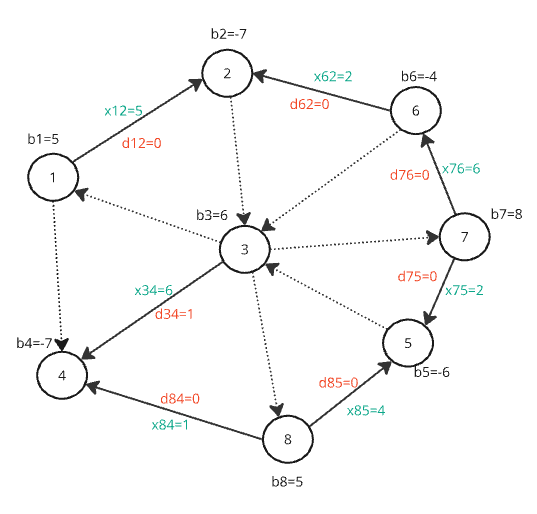 b2=-7
2
x62=2
b6=-4
d62=0
6
x12=5
d12=0
b1=5
1
d76=0
x76=6
b3=6
b7=8
3
7
x34=6
d34=1
d75=0
x75=2
b4=-7
4
5
b5=-6
d84=0
x84=1
d85=0
x85=4
8
b8=5